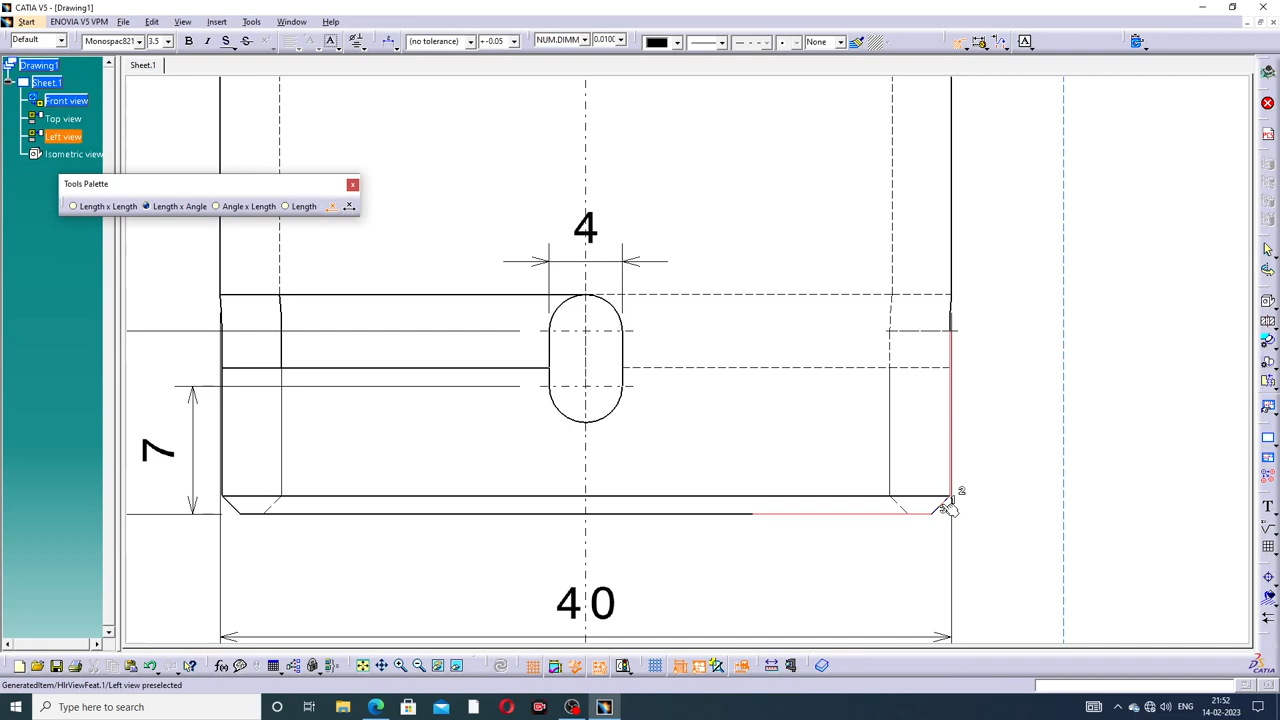 CATIA V5 - [Drawing1]
Start ENOVIA V5 VPM File Edit View Insert Tools Window Help
Default Monospac821 3.5 B I S (no tolerance) +-0.05 NUM.DIMM 0.0100 None
Drawing1
Sheet.1
Sheet.1
Front view
Top view
Left view
Isometric view
Tools Palette
Length x Length Length x Angle Angle x Length Length
4
7
40
GeneratedItem/HlrViewFeat.1/Left view preselected
Type here to search
ENG
21:52
14-02-2023